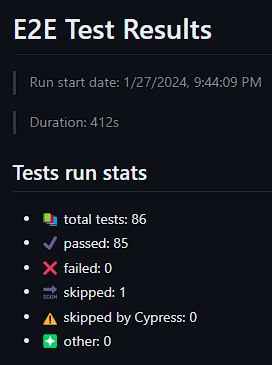 E2E Test Results
Run start date: 1/27/2024, 9:44:09 PM
Duration: 412s
Tests run stats
total tests: 86
passed: 85
failed: 0
SOON skipped: 1
skipped by Cypress: 0
other: 0